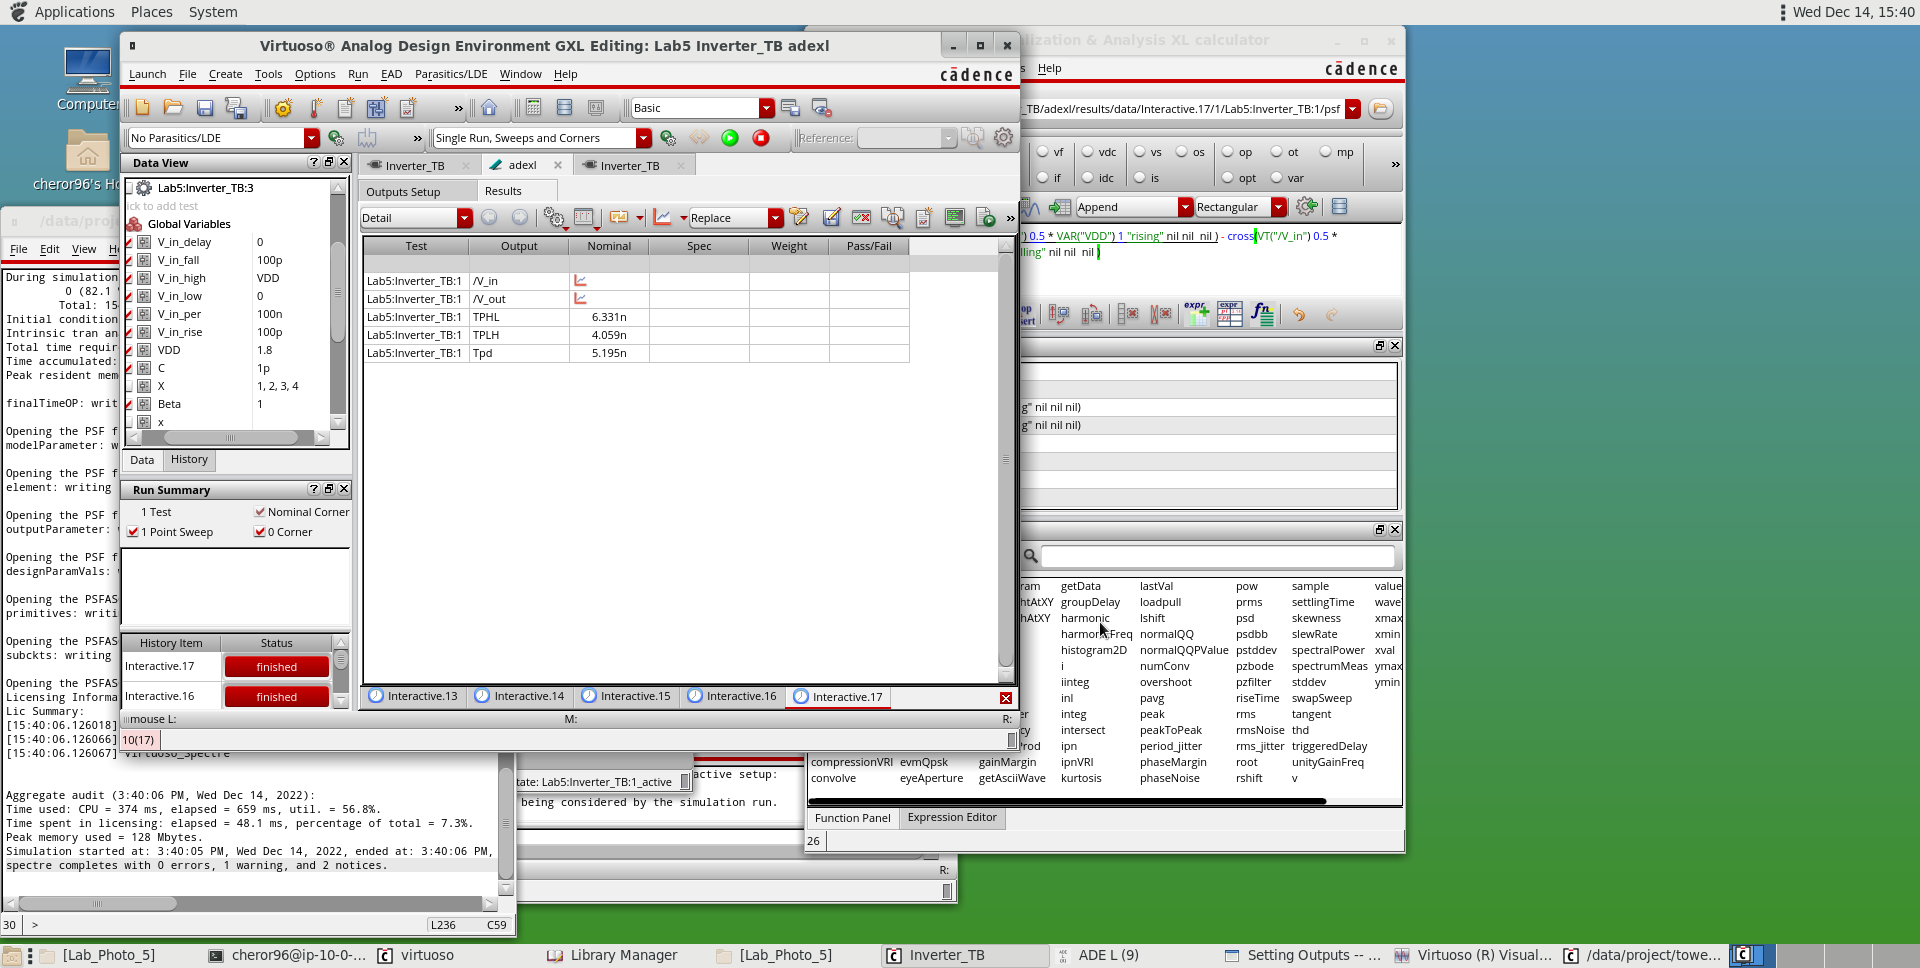 Applications Places System Wed Dec 14, 15:40
Computer
cheror96's Ho
Virtuoso® Analog Design Environment GXL Editing: Lab5 Inverter_TB adexl
Launch File Create Tools Options Run EAD Parasitics/LDE Window Help cādence
Basic
No Parasitics/LDE Single Run, Sweeps and Corners Reference:
Data View
Lab5:Inverter_TB:3
ick to add test
Global Variables
V_in_delay 0
V_in_fall 100p
V_in_high VDD
V_in_low 0
V_in_per 100n
V_in_rise 100p
VDD 1.8
C 1p
X 1, 2, 3, 4
Beta 1
x
Data History
Run Summary
1 Test Nominal Corner
1 Point Sweep 0 Corner
History Item Status
Interactive.17 finished
Interactive.16 finished
Inverter_TB adexl Inverter_TB
Outputs Setup Results
Detail Replace
Test Output Nominal Spec Weight Pass/Fail
Lab5:Inverter_TB:1 /V_in
Lab5:Inverter_TB:1 /V_out
Lab5:Inverter_TB:1 TPHL 6.331n
Lab5:Inverter_TB:1 TPLH 4.059n
Lab5:Inverter_TB:1 Tpd 5.195n
Interactive.13 Interactive.14 Interactive.15 Interactive.16 Interactive.17
mouse L: M: R:
10(17)
lization & Analysis XL calculator
s Help cādence
_TB/adexl/results/data/Interactive.17/1/Lab5:Inverter_TB:1/psf
vf vdc vs os op ot mp
if idc is opt var
Append Rectangular
") 0.5 * VAR("VDD") 1 "rising" nil nil nil ) - cross(VT("/V_in") 0.5 *
lling" nil nil nil )
g" nil nil nil)
g" nil nil nil)
ram getData lastVal pow sample value
htAtXY groupDelay loadpull prms settlingTime wave
hAtXY harmonic lshift psd skewness xmax
harmonicFreq normalQQ psdbb slewRate xmin
histogram2D normalQQPValue pstddev spectralPower xval
i numConv pzbode spectrumMeas ymax
iinteg overshoot pzfilter stddev ymin
inl pavg riseTime swapSweep
er integ peak rms tangent
cy intersect peakToPeak rmsNoise thd
rod ipn period_jitter rms_jitter triggeredDelay
compressionVRI evmQpsk gainMargin ipnVRI phaseMargin root unityGainFreq
convolve eyeAperture getAsciiWave kurtosis phaseNoise rshift v
Function Panel Expression Editor
26
/data/proje
File Edit View H
During simulation
0 (82.1
Total: 15
Initial condition
Intrinsic tran an
Total time requir
Time accumulated:
Peak resident mem
finalTimeOP: writ
Opening the PSF f
modelParameter: w
Opening the PSF f
element: writing
Opening the PSF f
outputParameter:
Opening the PSF f
designParamVals:
Opening the PSFAS
primitives: writi
Opening the PSFAS
subckts: writing
Opening the PSFAS
Licensing Informa
Lic Summary:
[15:40:06.126018]
[15:40:06.126066]
[15:40:06.126067] Virtuoso_Spectre
Aggregate audit (3:40:06 PM, Wed Dec 14, 2022):
Time used: CPU = 374 ms, elapsed = 659 ms, util. = 56.8%.
Time spent in licensing: elapsed = 48.1 ms, percentage of total = 7.3%.
Peak memory used = 128 Mbytes.
Simulation started at: 3:40:05 PM, Wed Dec 14, 2022, ended at: 3:40:06 PM,
spectre completes with 0 errors, 1 warning, and 2 notices.
30 > L236 C59
tate: Lab5:Inverter_TB:1_active
active setup:
being considered by the simulation run.
R:
[Lab_Photo_5] cheror96@ip-10-0-... virtuoso Library Manager [Lab_Photo_5] Inverter_TB ADE L (9) Setting Outputs -- ... Virtuoso (R) Visual... /data/project/towe...